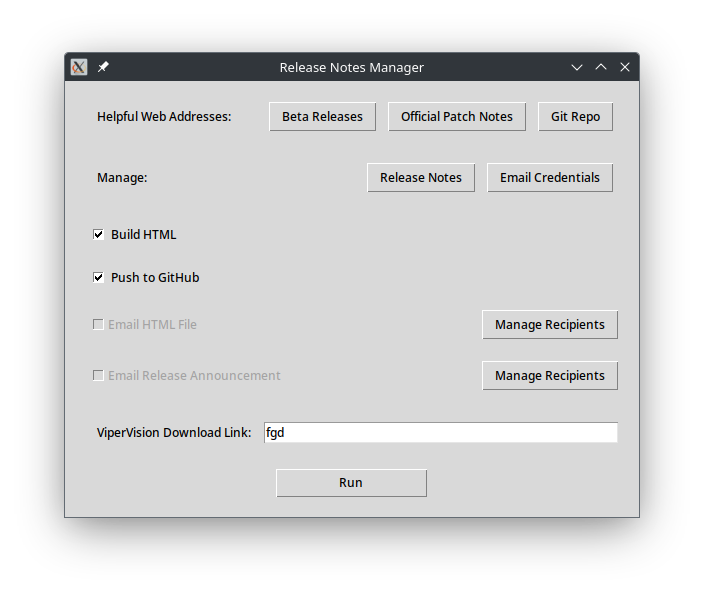 Release Notes Manager
Helpful Web Addresses: Beta Releases Official Patch Notes Git Repo
Manage: Release Notes Email Credentials
Build HTML
Push to GitHub
Email HTML File Manage Recipients
Email Release Announcement Manage Recipients
ViperVision Download Link: fgd
Run